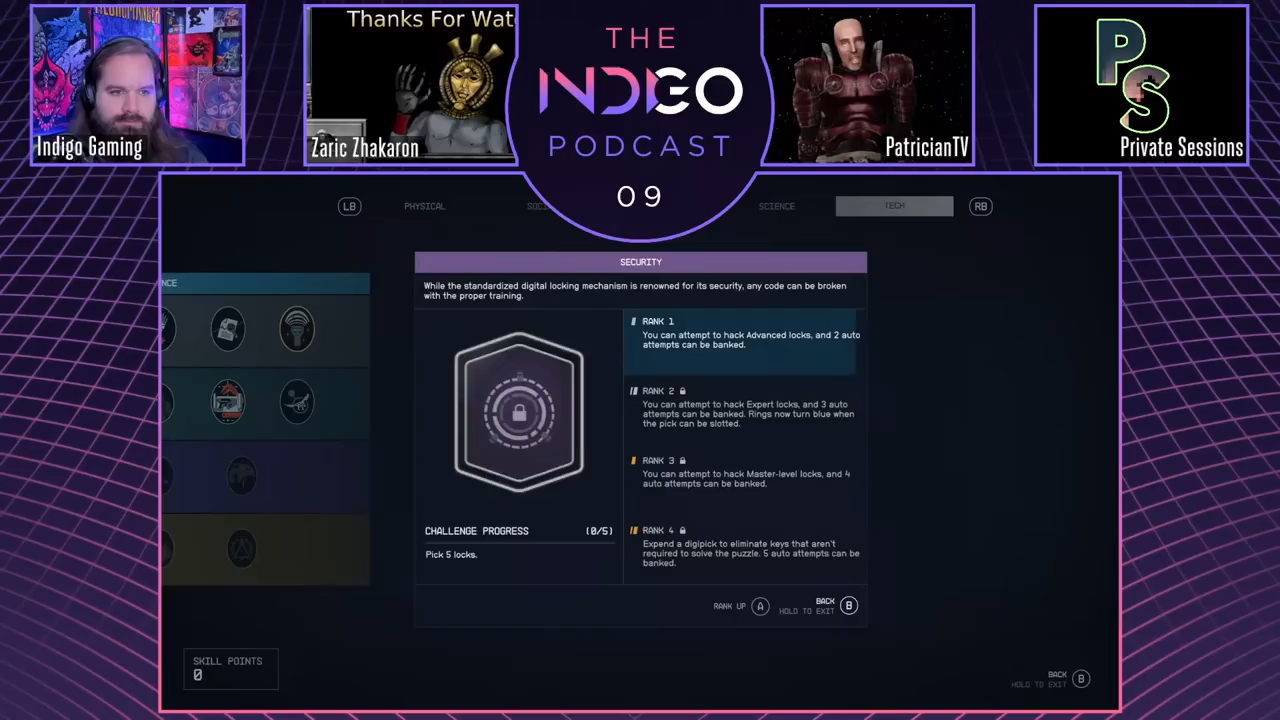 Thanks For Wat
Indigo Gaming
Zaric Zhakaron
THE
INDIGO
PODCAST
09
PatricianTV
PS
Private Sessions
LB
PHYSICAL
SOCI
SCIENCE
TECH
RB
NCE
SECURITY
While the standardized digital locking mechanism is renowned for its security, any code can be broken
with the proper training.
RANK 1
You can attempt to hack Advanced locks, and 2 auto
attempts can be banked.
RANK 2
You can attempt to hack Expert locks, and 3 auto
attempts can be banked. Rings now turn blue when
the pick can be slotted.
RANK 3
You can attempt to hack Master-level locks, and 4
auto attempts can be banked.
RANK 4
Expend a digipick to eliminate keys that aren't
required to solve the puzzle. 5 auto attempts can be
banked.
CHALLENGE PROGRESS (0/5)
Pick 5 locks.
RANK UP A
BACK B
HOLD TO EXIT
SKILL POINTS
0
BACK B
HOLD TO EXIT